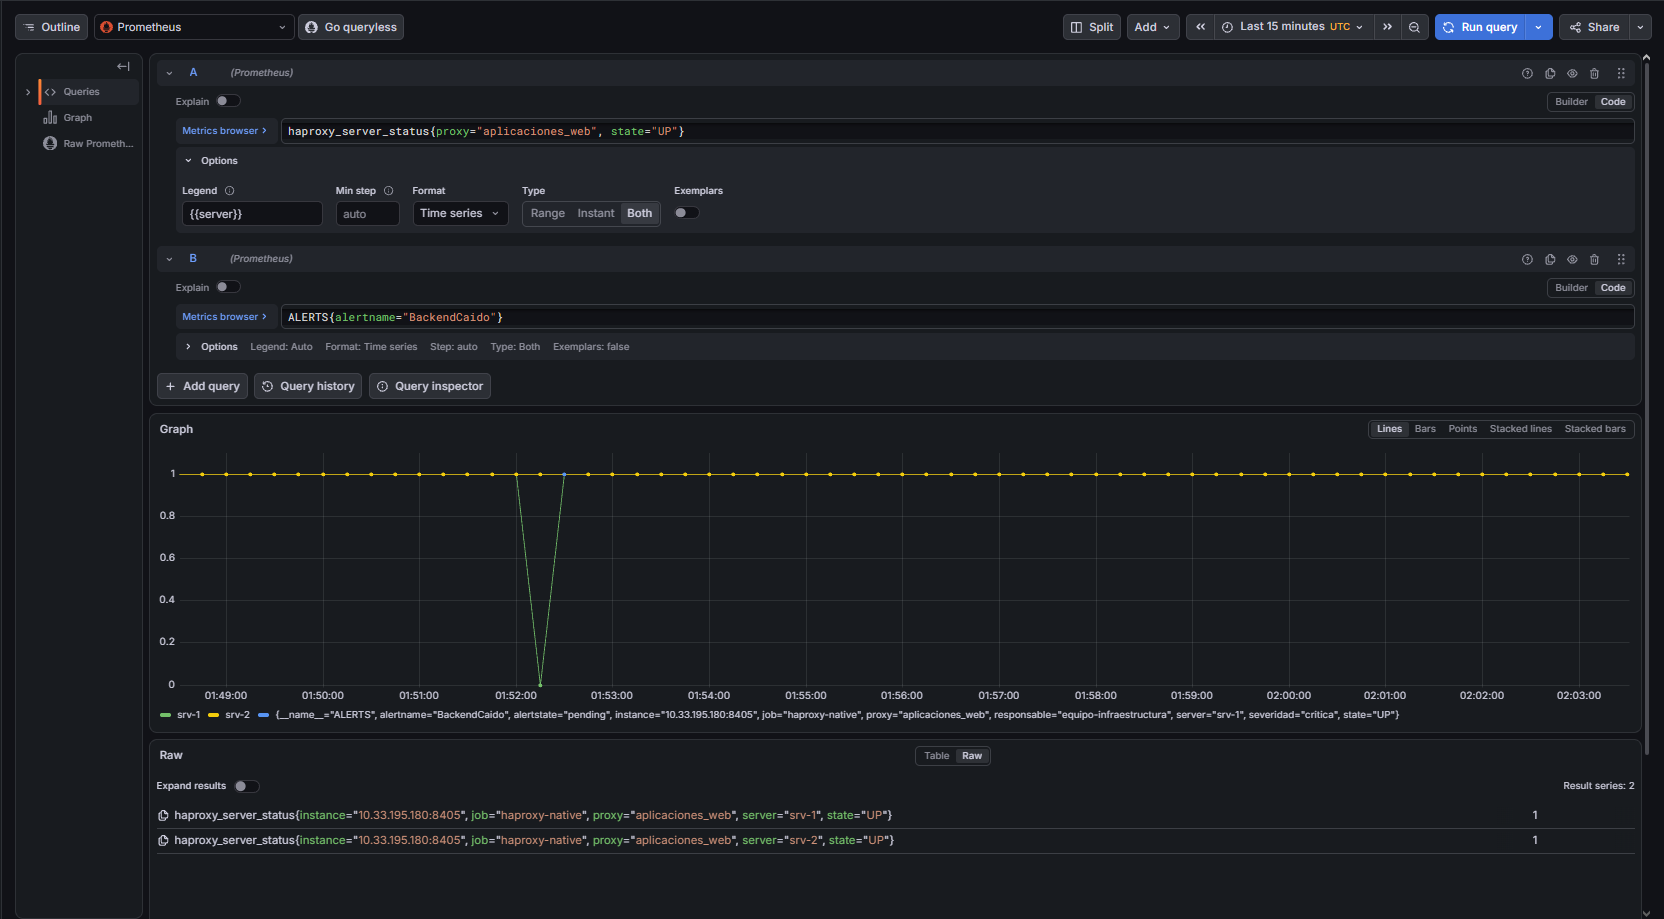 Outline Prometheus Go queryless Split Add Last 15 minutes UTC Run query Share
Queries
Graph
Raw Prometh...
A (Prometheus)
Explain Builder Code
Metrics browser > haproxy_server_status{proxy="aplicaciones_web", state="UP"}
Options
Legend Min step Format Type Exemplars
{{server}} auto Time series Range Instant Both
B (Prometheus)
Explain Builder Code
Metrics browser > ALERTS{alertname="BackendCaido"}
Options Legend: Auto Format: Time series Step: auto Type: Both Exemplars: false
+ Add query Query history Query inspector
Graph Lines Bars Points Stacked lines Stacked bars
1
0.8
0.6
0.4
0.2
0
01:49:00 01:50:00 01:51:00 01:52:00 01:53:00 01:54:00 01:55:00 01:56:00 01:57:00 01:58:00 01:59:00 02:00:00 02:01:00 02:02:00 02:03:00
srv-1 srv-2 {__name__="ALERTS", alertname="BackendCaido", alertstate="pending", instance="10.33.195.180:8405", job="haproxy-native", proxy="aplicaciones_web", responsable="equipo-infraestructura", server="srv-1", severidad="critica", state="UP"}
Raw Table Raw
Expand results Result series: 2
haproxy_server_status{instance="10.33.195.180:8405", job="haproxy-native", proxy="aplicaciones_web", server="srv-1", state="UP"} 1
haproxy_server_status{instance="10.33.195.180:8405", job="haproxy-native", proxy="aplicaciones_web", server="srv-2", state="UP"} 1